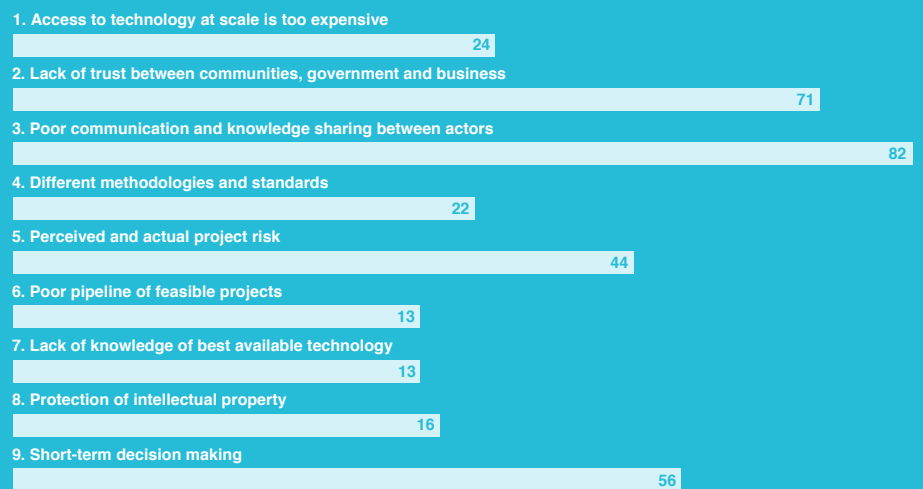 1. Access to technology at scale is too expensive
24
2. Lack of trust between communities, government and business
71
3. Poor communication and knowledge sharing between actors
82
4. Different methodologies and standards
22
5. Perceived and actual project risk
44
6. Poor pipeline of feasible projects
13
7. Lack of knowledge of best available technology
13
8. Protection of intellectual property
16
9. Short-term decision making
56